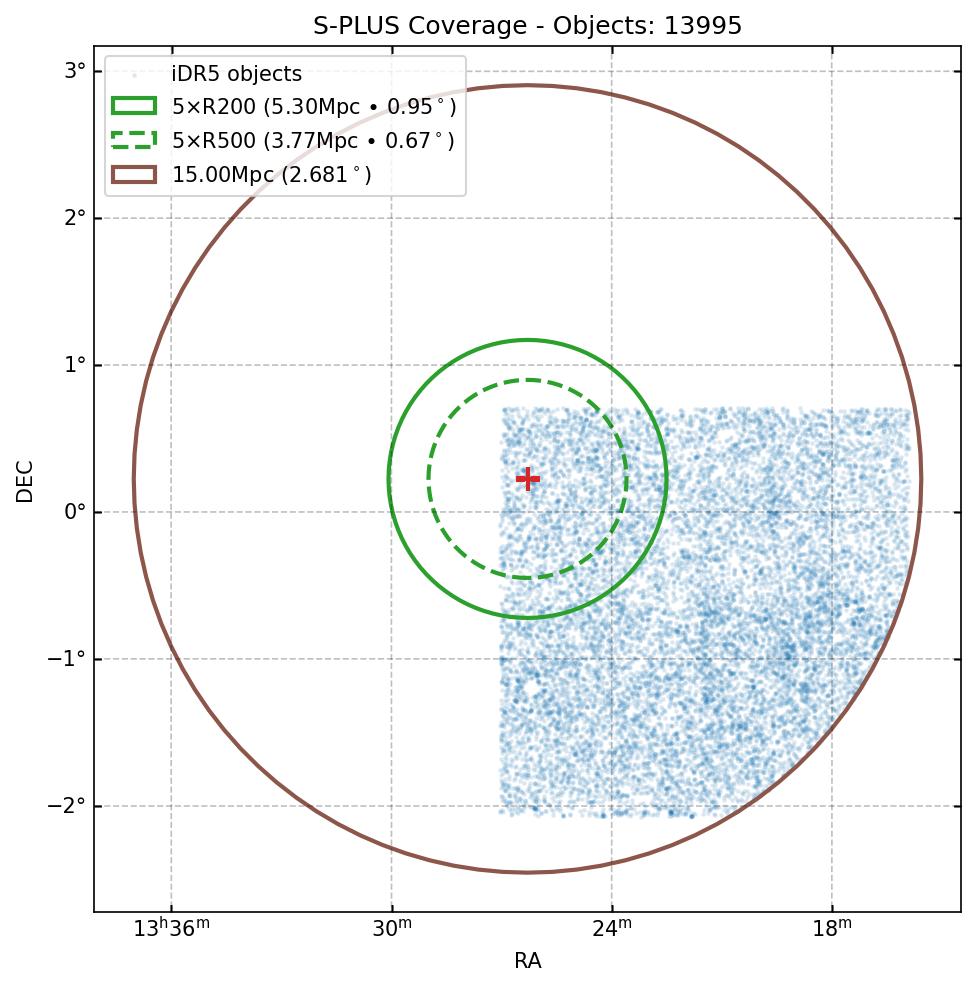 S-PLUS Coverage - Objects: 13995
iDR5 objects
5×R200 (5.30Mpc • 0.95°)
5×R500 (3.77Mpc • 0.67°)
15.00Mpc (2.681°)
3°
2°
1°
0°
−1°
−2°
DEC
13ʰ36ᵐ 30ᵐ 24ᵐ 18ᵐ
RA